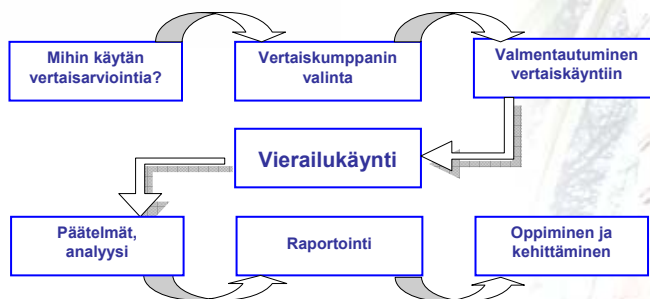 Mihin käytän
vertaisarviointia?
Vertaiskumppanin
valinta
Valmentautuminen
vertaiskäyntiin
Vierailukäynti
Päätelmät,
analyysi
Raportointi
Oppiminen ja
kehittäminen